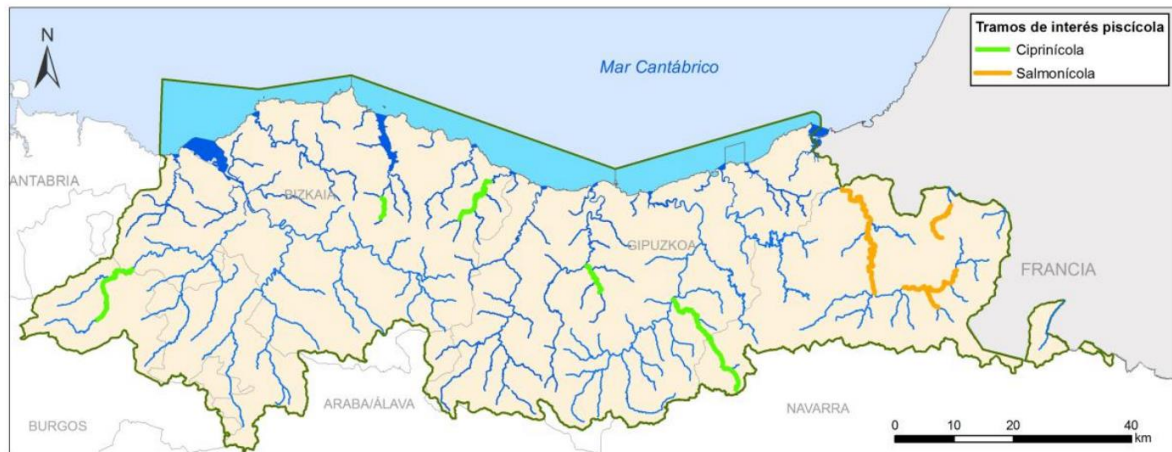 N
Tramos de interés piscícola
Ciprinícola
Salmonícola
Mar Cantábrico
ANTABRIA
BIZKAIA
GIPUZKOA
FRANCIA
ARABA/ÁLAVA
NAVARRA
BURGOS
0 10 20 40
km